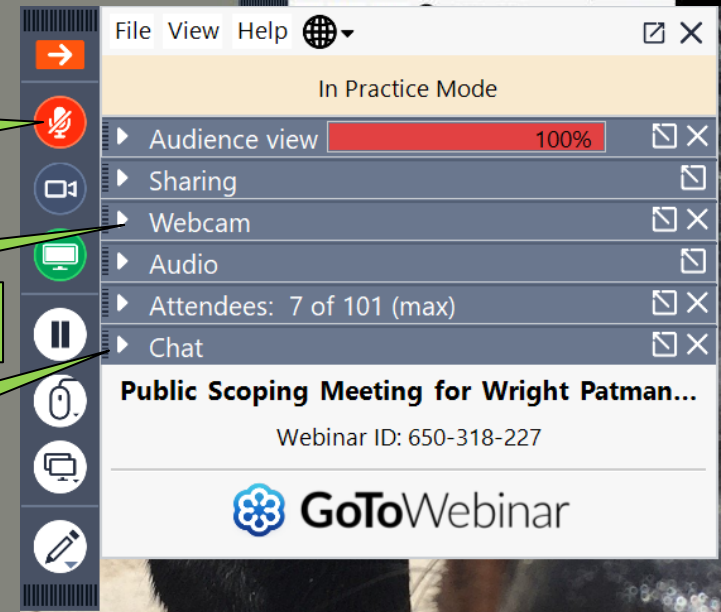 File View Help
In Practice Mode
Audience view 100%
Sharing
Webcam
Audio
Attendees: 7 of 101 (max)
Chat
Public Scoping Meeting for Wright Patman...
Webinar ID: 650-318-227
GoToWebinar